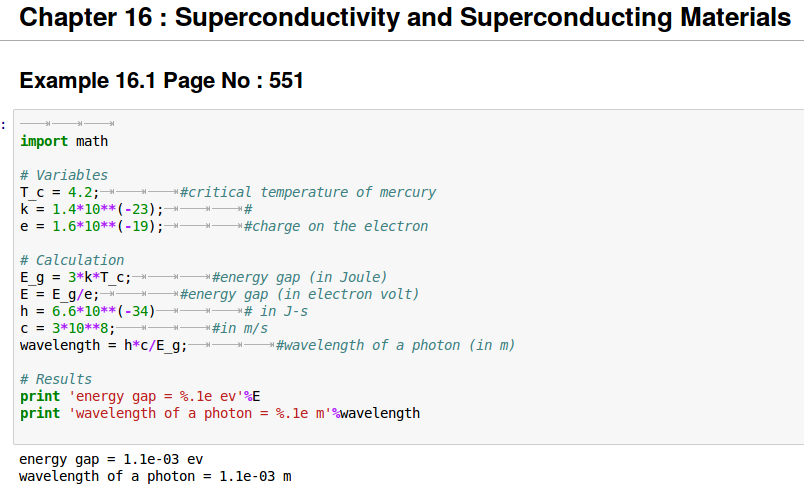 Chapter 16 : Superconductivity and Superconducting Materials
Example 16.1 Page No : 551
:
import math
# Variables
T_c = 4.2; #critical temperature of mercury
k = 1.4*10**(-23); #
e = 1.6*10**(-19); #charge on the electron
# Calculation
E_g = 3*k*T_c; #energy gap (in Joule)
E = E_g/e; #energy gap (in electron volt)
h = 6.6*10**(-34) # in J-s
c = 3*10**8; #in m/s
wavelength = h*c/E_g; #wavelength of a photon (in m)
# Results
print 'energy gap = %.1e ev'%E
print 'wavelength of a photon = %.1e m'%wavelength
energy gap = 1.1e-03 ev
wavelength of a photon = 1.1e-03 m